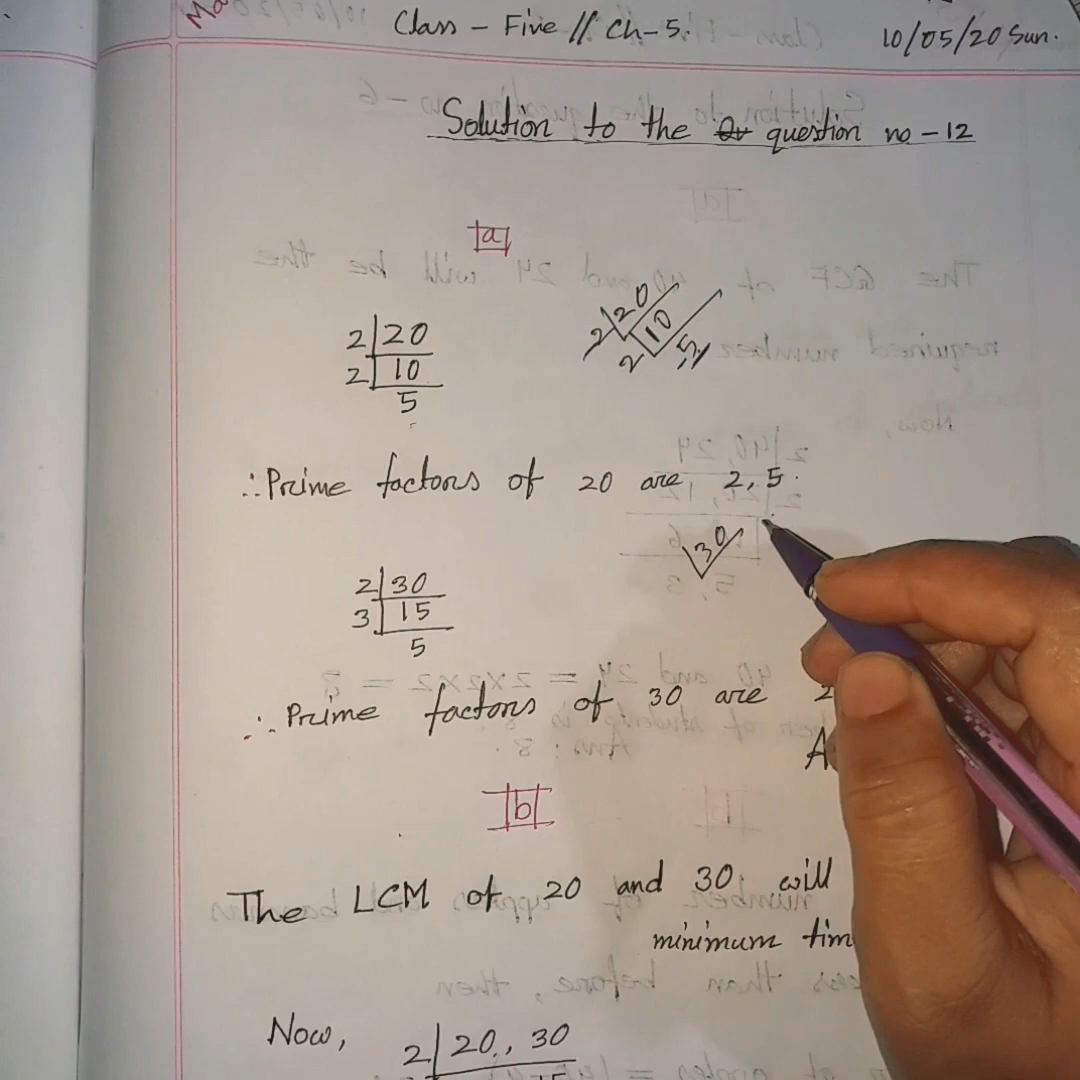 Class - Five // Ch-5.
10/05/20 Sun.
Solution to the question no - 12
a
2 | 20
2 | 10
5
2 | 20
2 | 10
5
∴ Prime factors of 20 are 2, 5.
30
2 | 30
3 | 15
5
∴ Prime factors of 30 are 2
b
The LCM of 20 and 30 will
minimum
Now,
2 | 20, 30